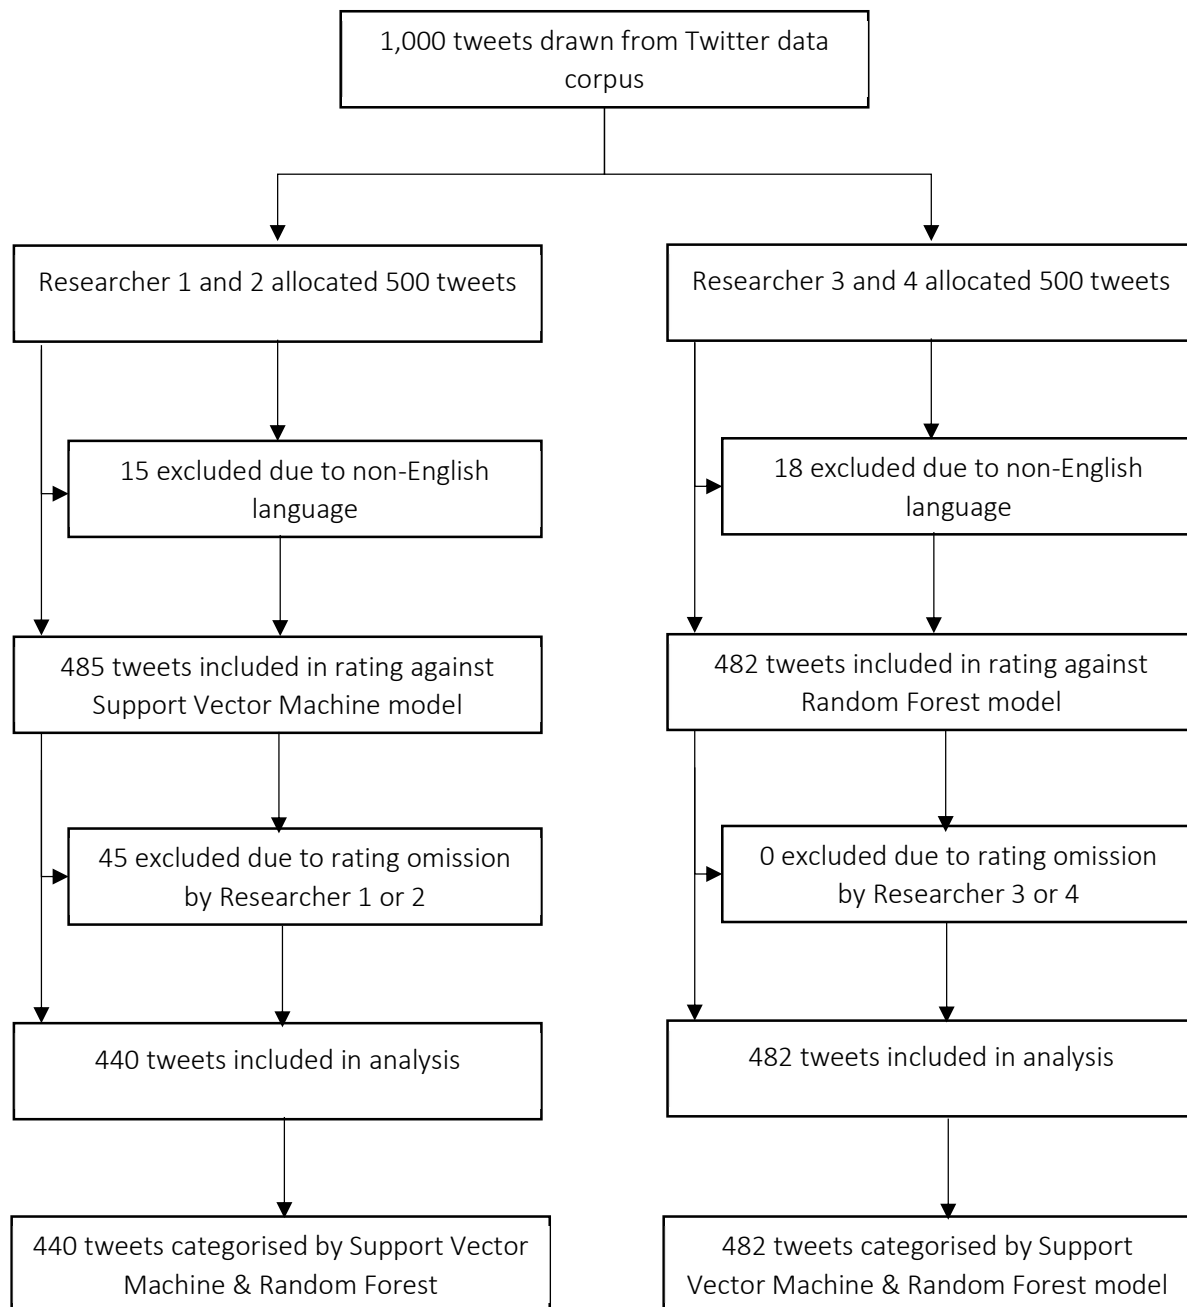 1,000 tweets drawn from Twitter data
corpus
Researcher 1 and 2 allocated 500 tweets
Researcher 3 and 4 allocated 500 tweets
15 excluded due to non-English
language
18 excluded due to non-English
language
485 tweets included in rating against
Support Vector Machine model
482 tweets included in rating against
Random Forest model
45 excluded due to rating omission
by Researcher 1 or 2
0 excluded due to rating omission
by Researcher 3 or 4
440 tweets included in analysis
482 tweets included in analysis
440 tweets categorised by Support Vector
Machine & Random Forest
482 tweets categorised by Support
Vector Machine & Random Forest model